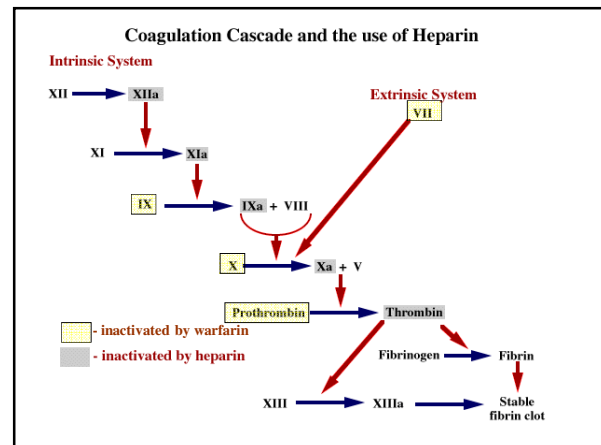 Coagulation Cascade and the use of Heparin
Intrinsic System
XII XIIa
Extrinsic System
VII
XI XIa
IX IXa + VIII
X Xa + V
Prothrombin Thrombin
- inactivated by warfarin
- inactivated by heparin
Fibrinogen Fibrin
XIII XIIIa Stable
fibrin clot